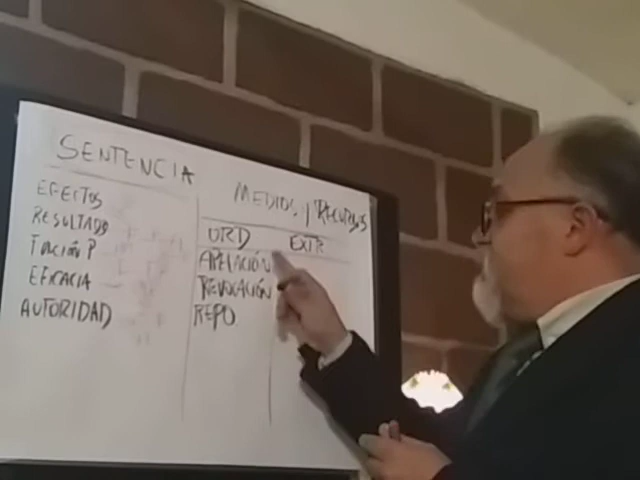 SENTENCIA
EFECTOS
RESULTADO
EFICACIA
AUTORIDAD
MEDIOS / RECURSOS
ORD EXTR
APELACIÓN
REVOCACIÓN
REPO.